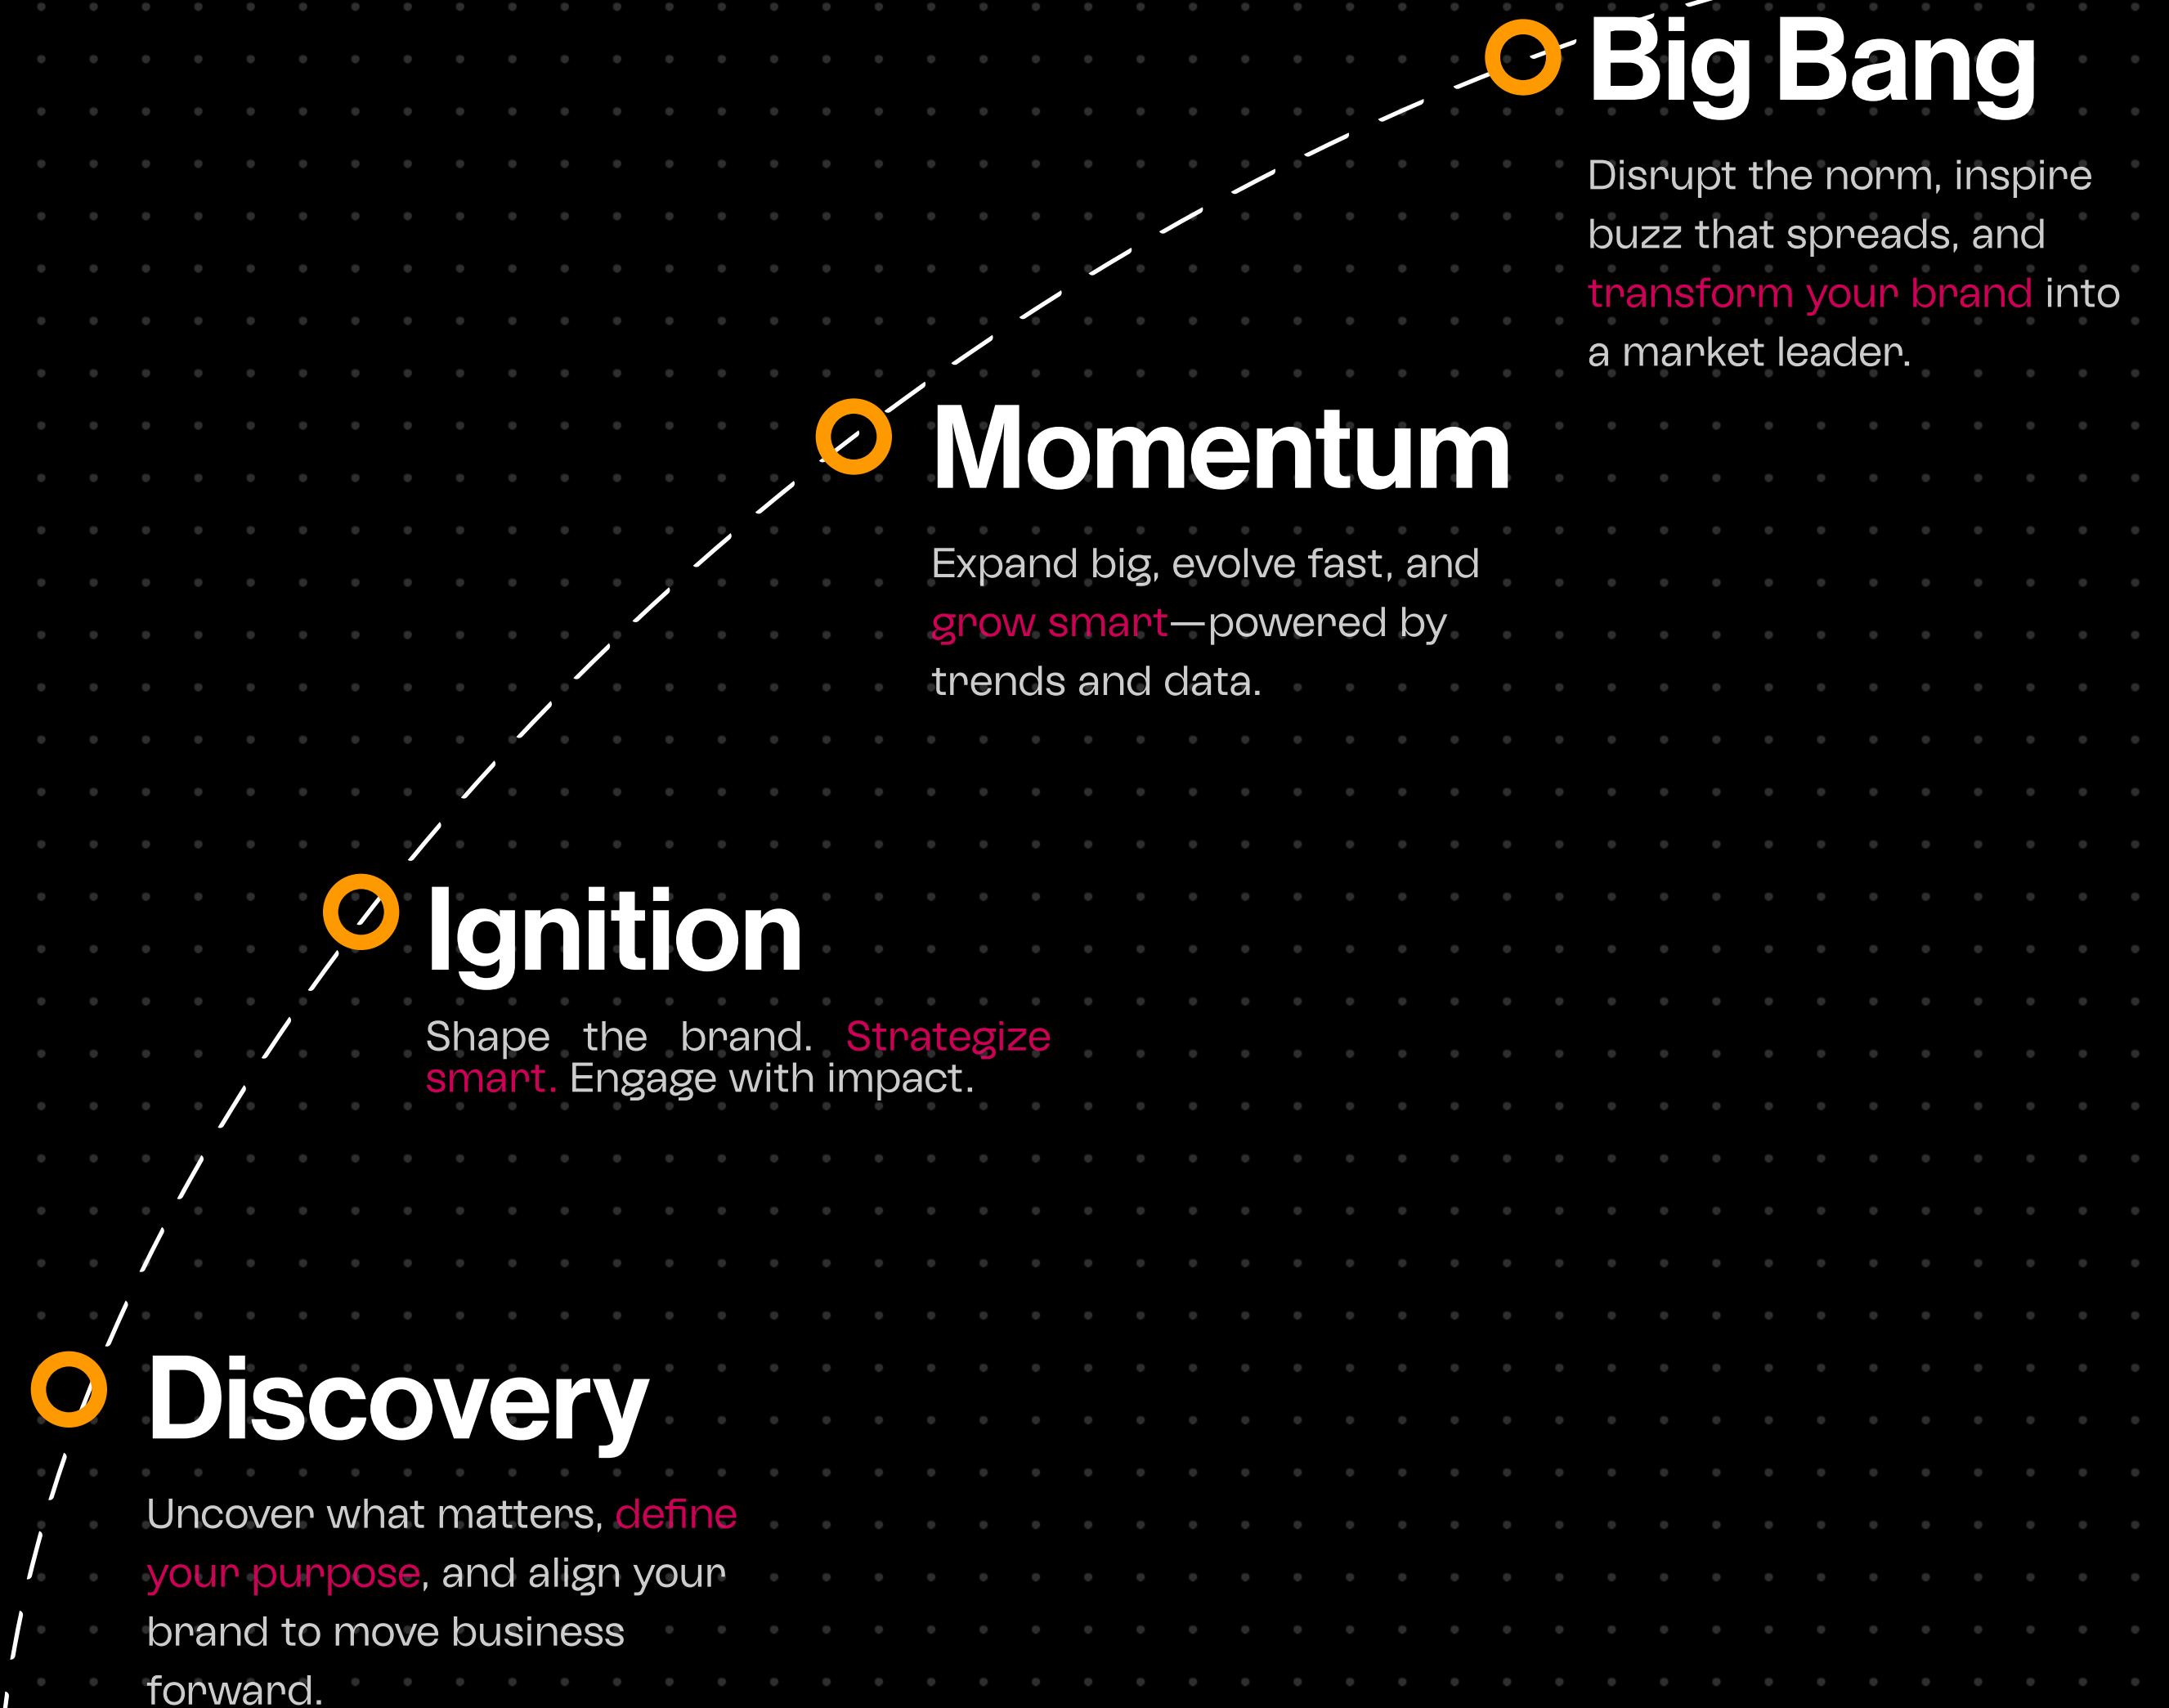 Big Bang
Disrupt the norm, inspire
buzz that spreads, and
transform your brand into
a market leader.
Momentum
Expand big, evolve fast, and
grow smart—powered by
trends and data.
Ignition
Shape the brand. Strategize
smart. Engage with impact.
Discovery
Uncover what matters, define
your purpose, and align your
brand to move business
forward.